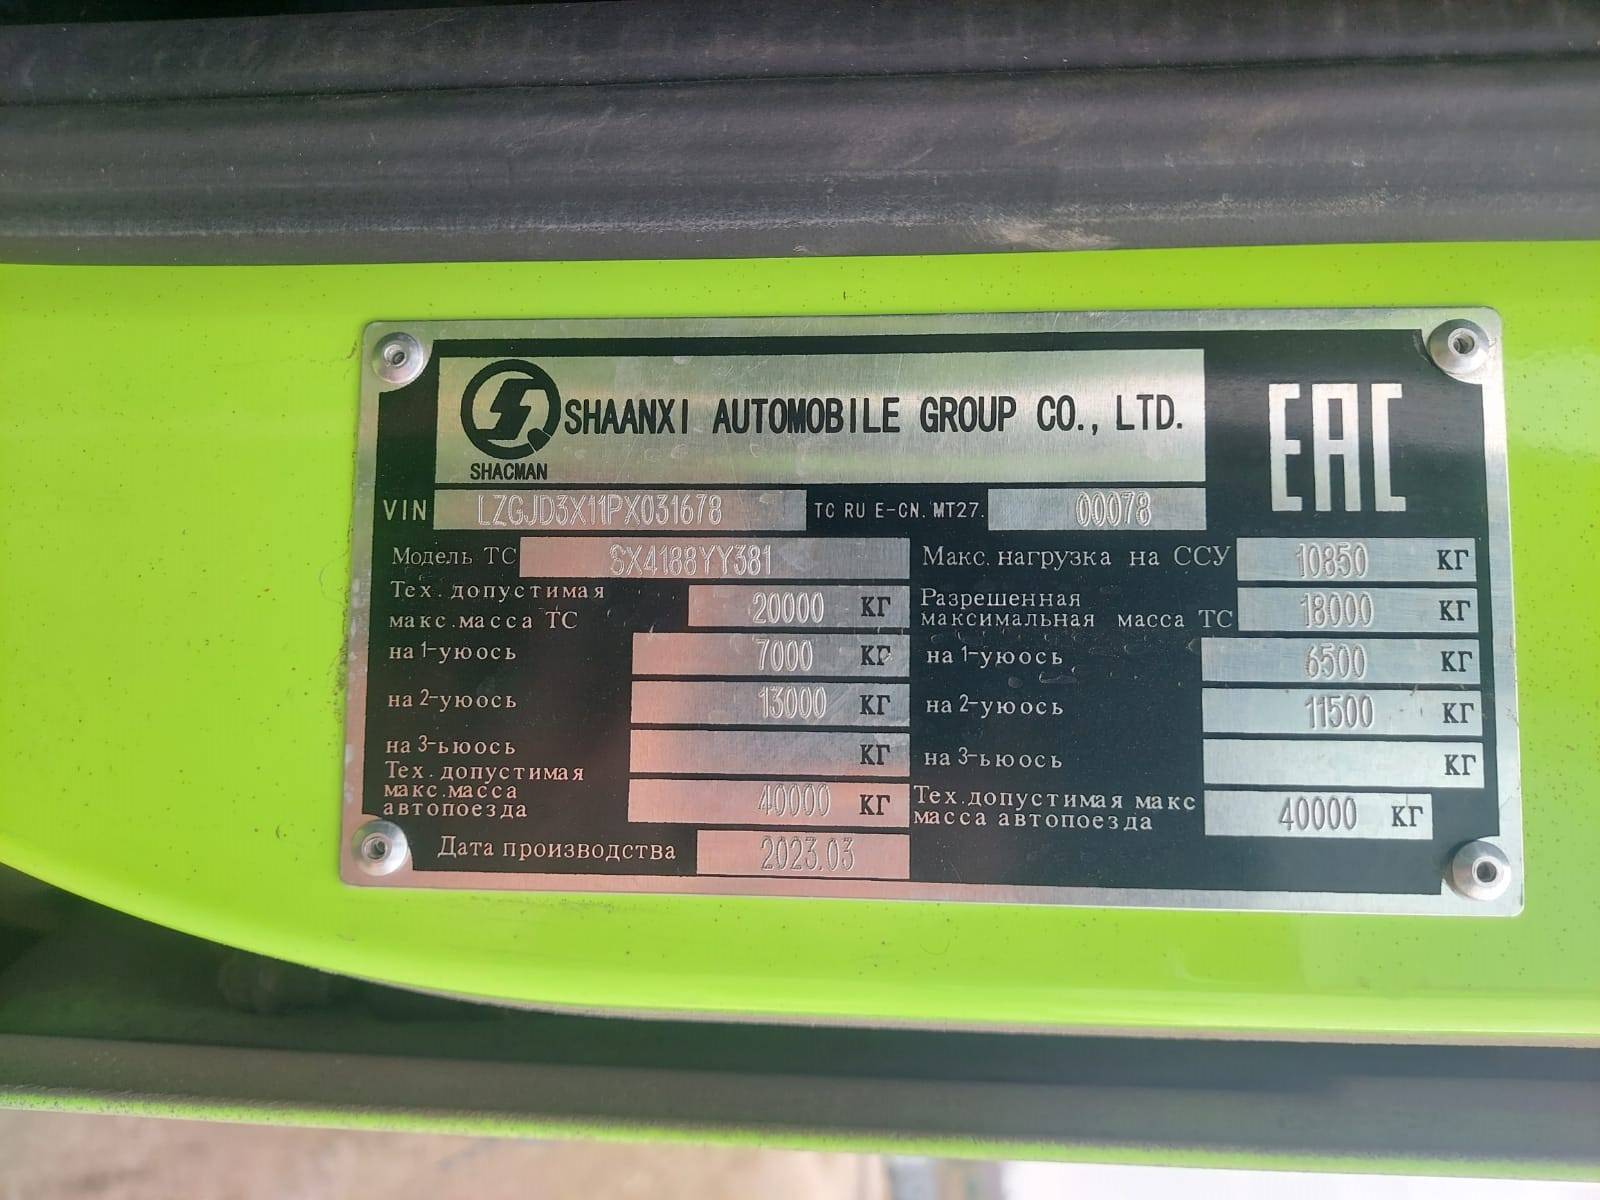 SHAANXI AUTOMOBILE GROUP CO., LTD.
SHACMAN
EAC
VIN LZGJD3X11PX031678 TC RU E-CN.MT27. 00078
Модель ТС SX4188YY381
Макс.нагрузка на ССУ 10850 КГ
Тех.допустимая
макс.масса ТС 20000 КГ
Разрешенная
максимальная масса ТС 18000 КГ
на 1-уюось 7000 КГ
на 1-уюось 6500 КГ
на 2-уюось 13000 КГ
на 2-уюось 11500 КГ
на 3-ьюось КГ
на 3-ьюось КГ
Тех.допустимая
макс.масса
автопоезда 40000 КГ
Тех.допустимая макс
масса автопоезда 40000 КГ
Дата производства 2023.03